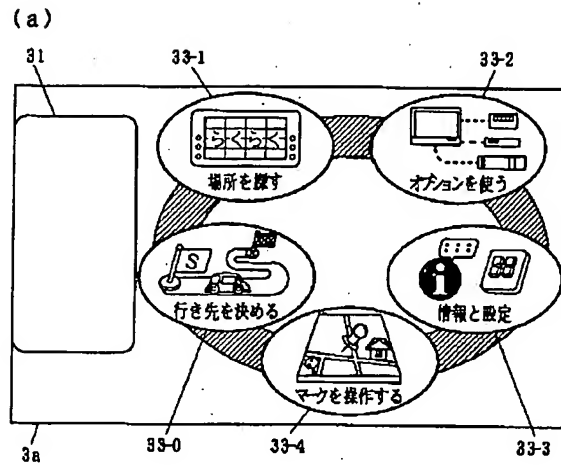 (a)
31
33-1
33-2
らくらく
場所を探す
オプションを使う
S
行き先を決める
i
情報と設定
マークを操作する
3a
33-0
33-4
33-3